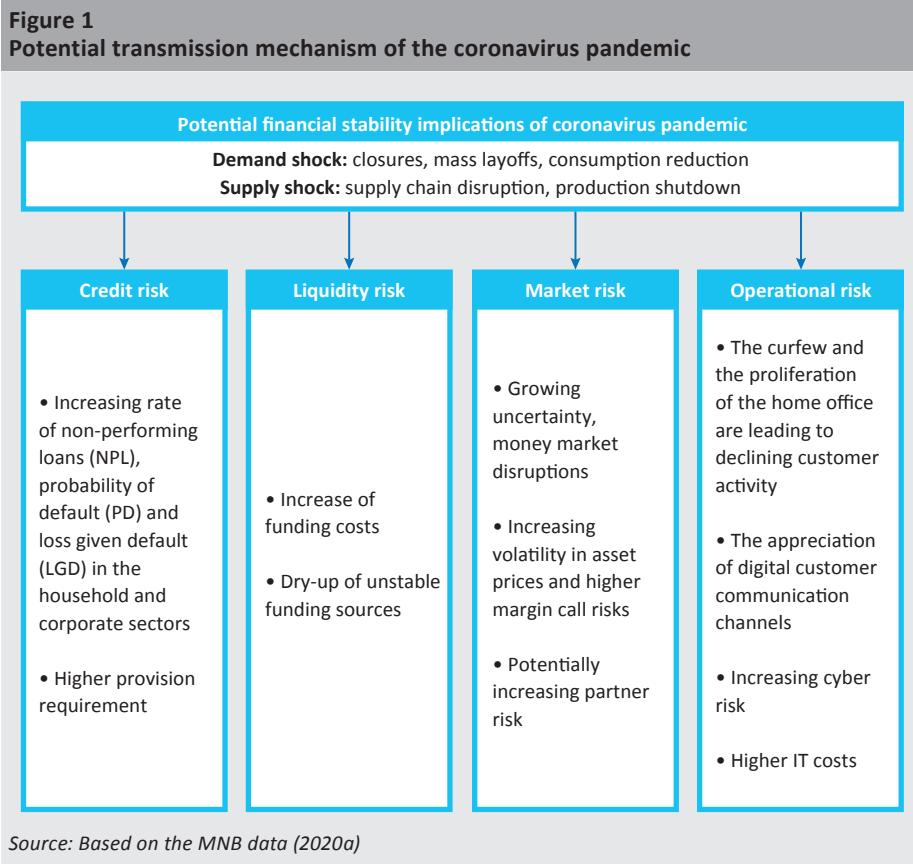 Figure 1
Potential transmission mechanism of the coronavirus pandemic
Potential financial stability implications of coronavirus pandemic
Demand shock: closures, mass layoffs, consumption reduction
Supply shock: supply chain disruption, production shutdown
Credit risk
• Increasing rate
of non-performing
loans (NPL),
probability of
default (PD) and
loss given default
(LGD) in the
household and
corporate sectors
• Higher provision
requirement
Liquidity risk
• Increase of
funding costs
• Dry-up of unstable
funding sources
Market risk
• Growing
uncertainty,
money market
disruptions
• Increasing
volatility in asset
prices and higher
margin call risks
• Potentially
increasing partner
risk
Operational risk
• The curfew and
the proliferation
of the home office
are leading to
declining customer
activity
• The appreciation
of digital customer
communication
channels
• Increasing cyber
risk
• Higher IT costs
Source: Based on the MNB data (2020a)